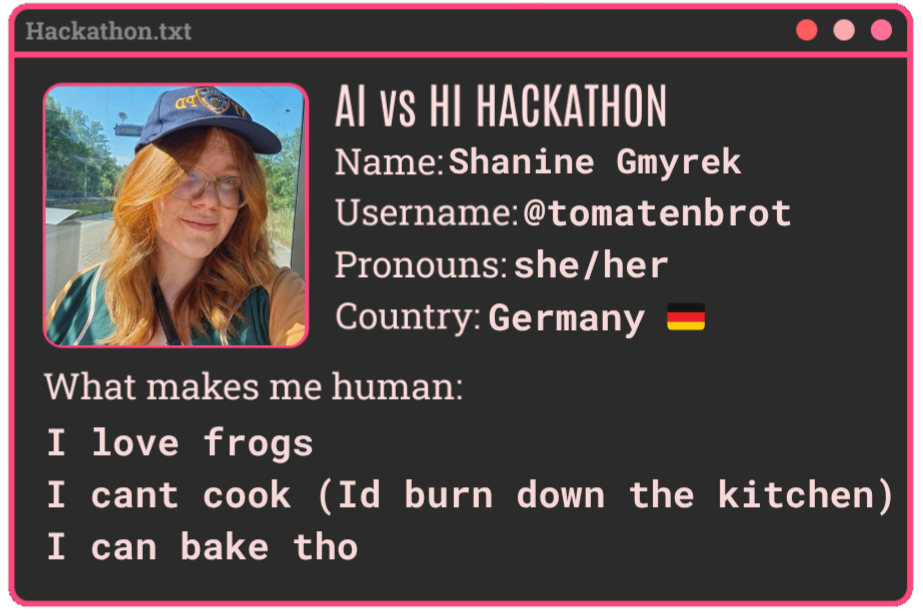 Hackathon.txt
AI vs HI HACKATHON
Name: Shanine Gmyrek
Username: @tomatenbrot
Pronouns: she/her
Country: Germany 🇩🇪
What makes me human:
I love frogs
I cant cook (Id burn down the kitchen)
I can bake tho